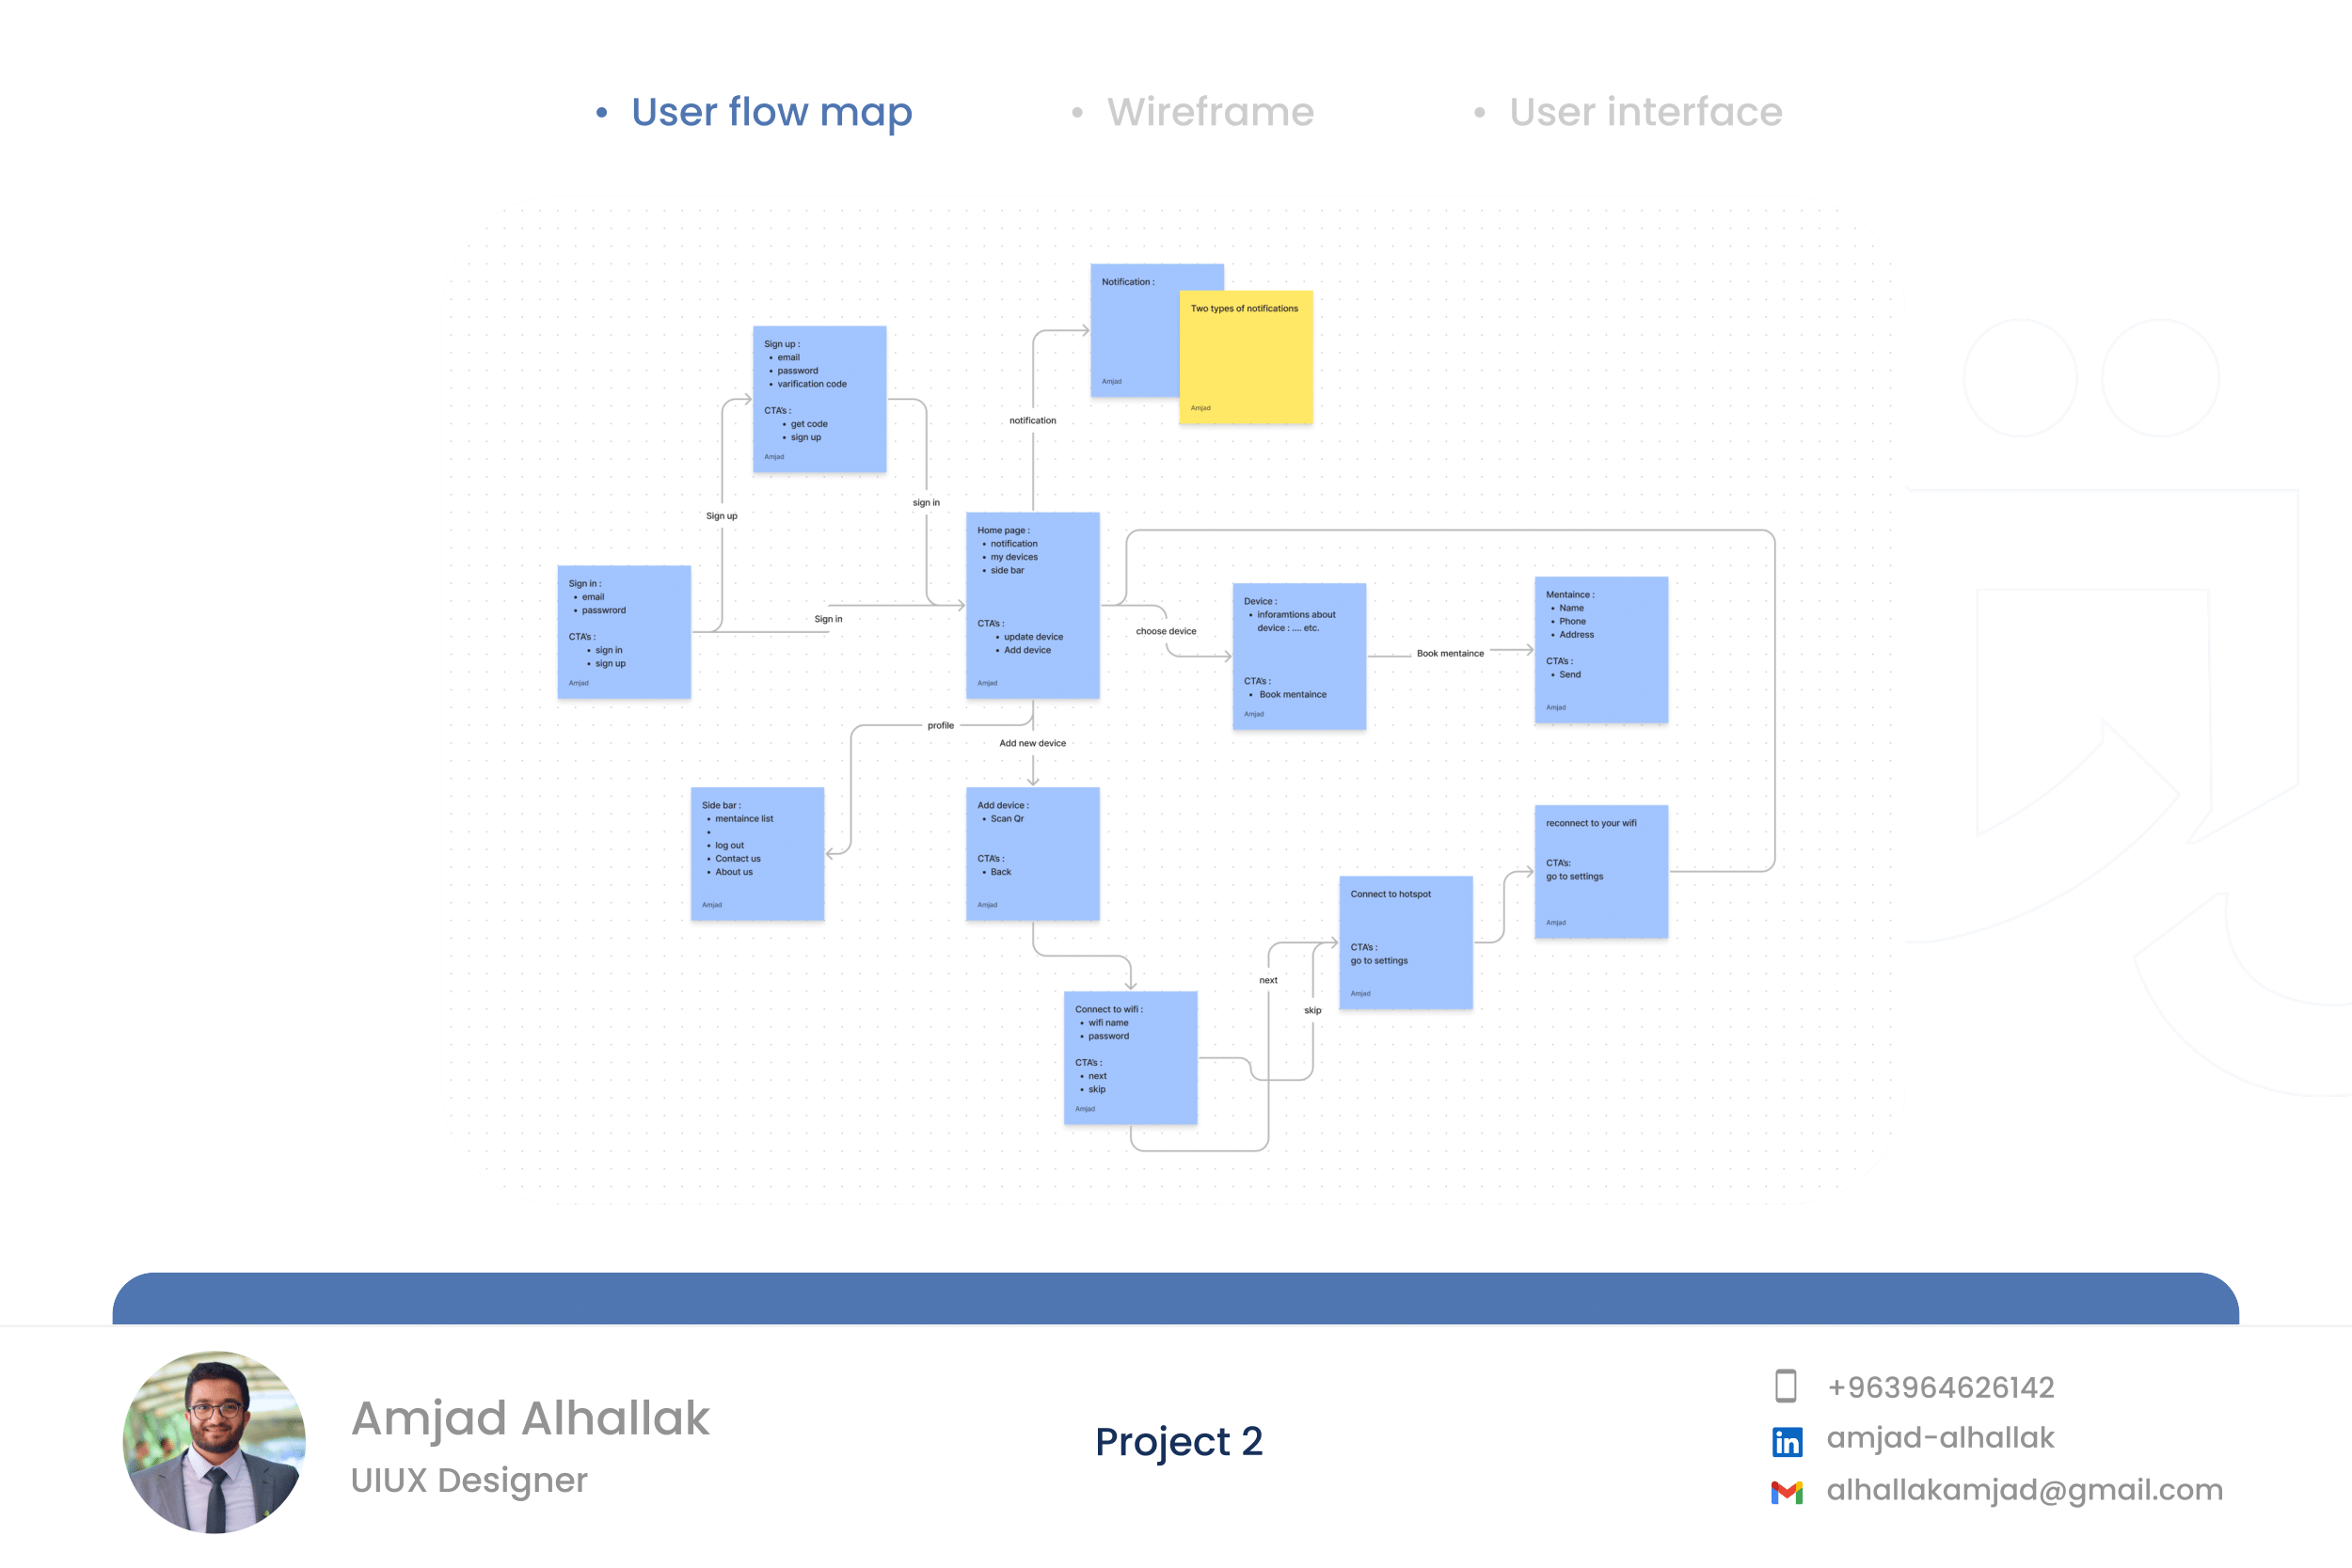 User flow map
Wireframe
User interface
Notification :
Amjad
Two types of notifications
Amjad
Sign up :
email
password
varification code
CTA's :
get code
sign up
Amjad
notification
Sign up
sign in
Sign in :
email
passwrord
CTA's :
sign in
sign up
Amjad
Sign in
Home page :
notification
my devices
side bar
CTA's :
update device
Add device
Amjad
choose device
Device :
inforamtions about
device : .... etc.
CTA's :
Book mentaince
Amjad
Book mentaince
Mentaince :
Name
Phone
Address
CTA's :
Send
Amjad
profile
Add new device
Side bar :
mentaince list
log out
Contact us
About us
Amjad
Add device :
Scan Qr
CTA's :
Back
Amjad
reconnect to your wifi
CTA's:
go to settings
Amjad
Connect to hotspot
CTA's :
go to settings
Amjad
next
skip
Connect to wifi :
wifi name
password
CTA's :
next
skip
Amjad
Amjad Alhallak
UIUX Designer
Project 2
+963964626142
amjad-alhallak
alhallakamjad@gmail.com